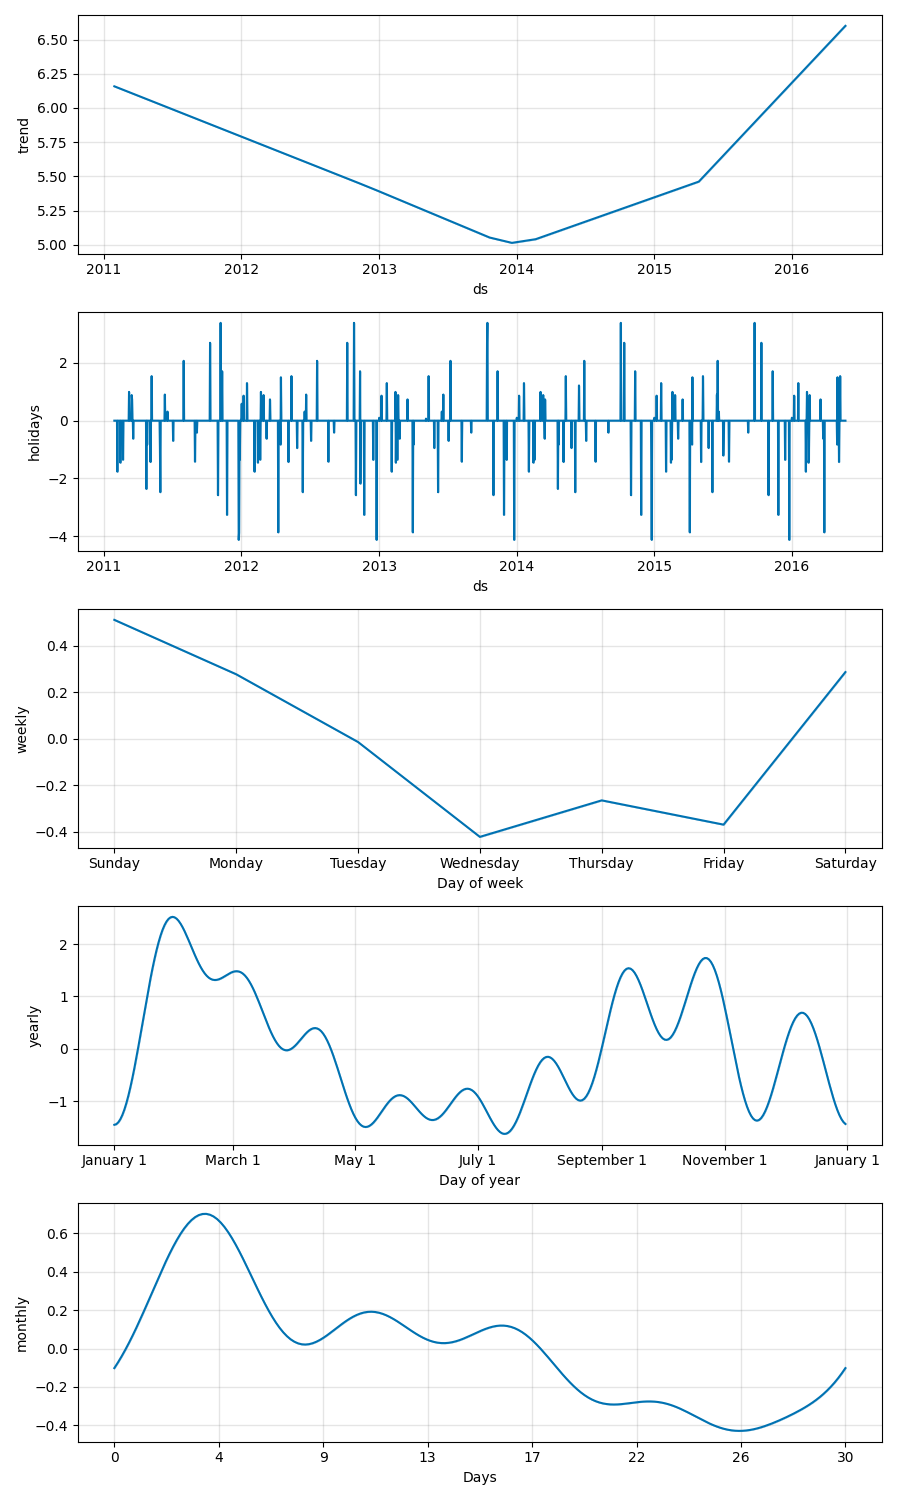 trend
6.50
6.25
6.00
5.75
5.50
5.25
5.00
2011 2012 2013 2014 2015 2016
ds
holidays
2
0
−2
−4
2011 2012 2013 2014 2015 2016
ds
weekly
0.4
0.2
0.0
−0.2
−0.4
Sunday Monday Tuesday Wednesday Thursday Friday Saturday
Day of week
yearly
2
1
0
−1
January 1 March 1 May 1 July 1 September 1 November 1 January 1
Day of year
monthly
0.6
0.4
0.2
0.0
−0.2
−0.4
0 4 9 13 17 22 26 30
Days